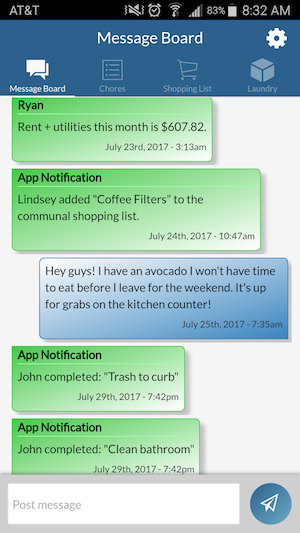 AT&T 83% 8:32 AM
Message Board
Message Board Chores Shopping List Laundry
Ryan
Rent + utilities this month is $607.82.
July 23rd, 2017 - 3:13am
App Notification
Lindsey added "Coffee Filters" to the
communal shopping list.
July 24th, 2017 - 10:47am
Hey guys! I have an avocado I won't have time
to eat before I leave for the weekend. It's up
for grabs on the kitchen counter!
July 25th, 2017 - 7:35am
App Notification
John completed: "Trash to curb"
July 29th, 2017 - 7:42pm
App Notification
John completed: "Clean bathroom"
July 29th, 2017 - 7:42pm
Post message